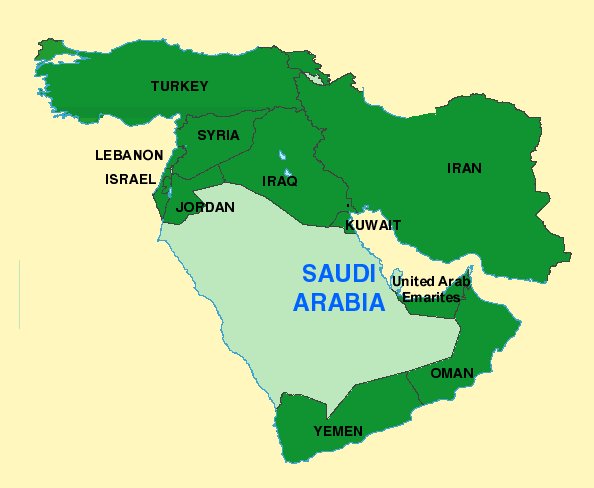 TURKEY
SYRIA
LEBANON
ISRAEL
IRAQ
IRAN
JORDAN
KUWAIT
SAUDI
ARABIA
United Arab
Emarites
OMAN
YEMEN